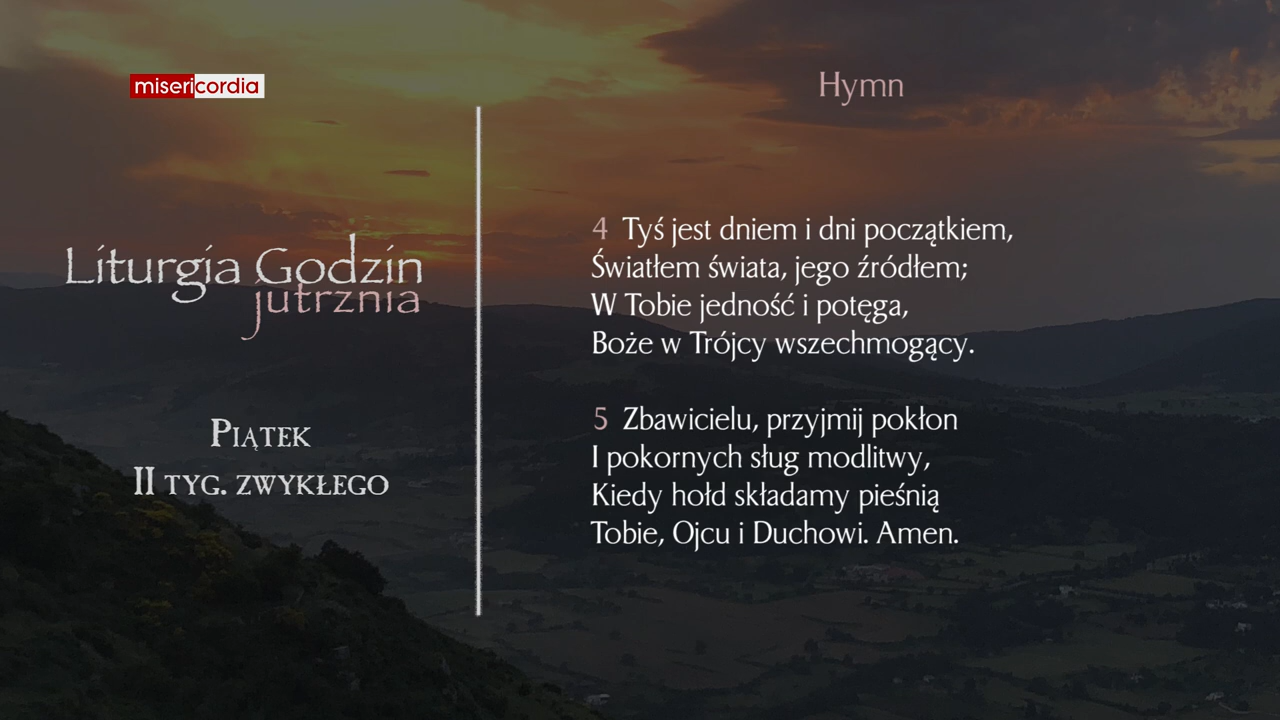 misericordia
Liturgia Godzin
jutrznia
Piątek
II tyg. zwykłego
Hymn
4 Tyś jest dniem i dni początkiem,
Światłem świata, jego źródłem;
W Tobie jedność i potęga,
Boże w Trójcy wszechmogący.
5 Zbawicielu, przyjmij pokłon
I pokornych sług modlitwy,
Kiedy hołd składamy pieśnią
Tobie, Ojcu i Duchowi. Amen.